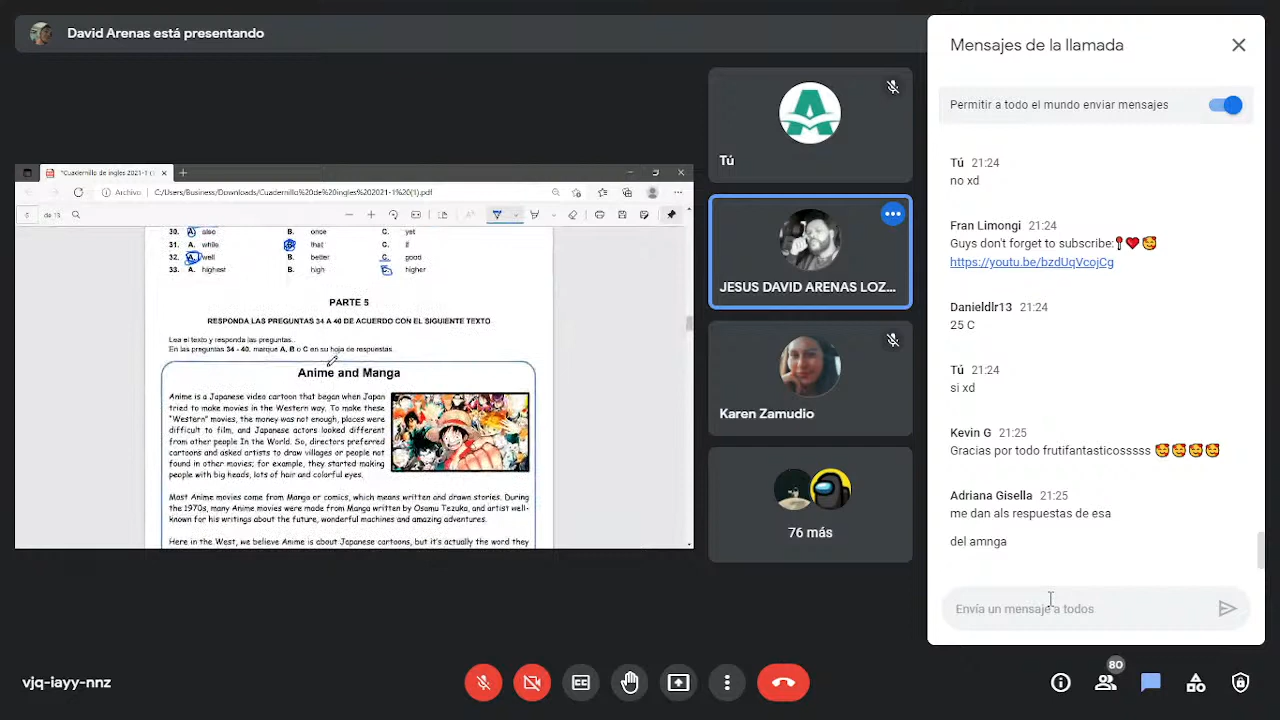 David Arenas está presentando
Mensajes de la llamada
Permitir a todo el mundo enviar mensajes
Tú 21:24
no xd
Fran Limongi 21:24
Guys don't forget to subscribe:
https://youtu.be/bzdUqVcojCg
Danieldlr13 21:24
25 C
Tú 21:24
si xd
Kevin G 21:25
Gracias por todo frutifantasticosssss 🥰🥰🥰🥰
Adriana Gisella 21:25
me dan als respuestas de esa
del amnga
Envía un mensaje a todos
Tú
JESUS DAVID ARENAS LOZ...
Karen Zamudio
76 más
"Cuadernillo de ingles 2021-1 (
Archivo C:/Users/Business/Downloads/Cuadernillo%20de%20ingles%202021-1%20(1).pdf
de 13
30. A. also B. once C. yet
31. A. while B. that C. if
32. A. well B. better C. good
33. A. highest B. high C. higher
PARTE 5
RESPONDA LAS PREGUNTAS 34 A 40 DE ACUERDO CON EL SIGUIENTE TEXTO
Lea el texto y responda las preguntas.
En las preguntas 34 - 40, marque A, B o C en su hoja de respuestas.
Anime and Manga
Anime is a Japanese video cartoon that began when Japan
tried to make movies in the Western way. To make these
"Western" movies, the money was not enough, places were
difficult to film, and Japanese actors looked different
from other people In the World. So, directors preferred
cartoons and asked artists to draw villages or people not
found in other movies; for example, they started making
people with big heads, lots of hair and colorful eyes.
Most Anime movies come from Manga or comics, which means written and drawn stories. During
the 1970s, many Anime movies were made from Manga written by Osamu Tezuka, and artist well-
known for his writings about the future, wonderful machines and amazing adventures.
Here in the West, we believe Anime is about Japanese cartoons, but it's actually the word they
vjq-iayy-nnz
80